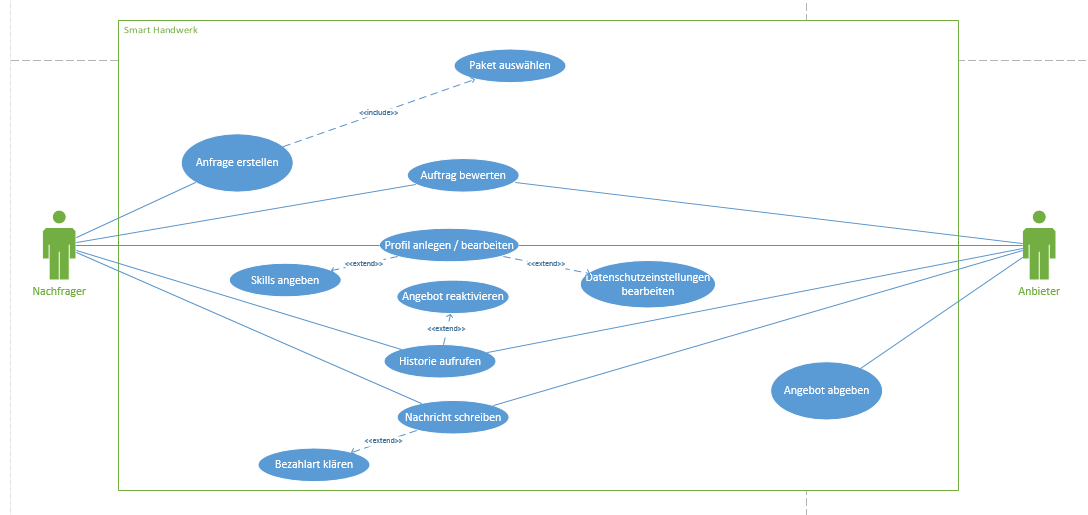 Smart Handwerk
Paket auswählen
<<include>>
Anfrage erstellen
Auftrag bewerten
Profil anlegen / bearbeiten
<<extend>>
<<extend>>
Skills angeben
Datenschutzeinstellungen
bearbeiten
Nachfrager
Anbieter
Angebot reaktivieren
<<extend>>
Historie aufrufen
Angebot abgeben
Nachricht schreiben
<<extend>>
Bezahlart klären